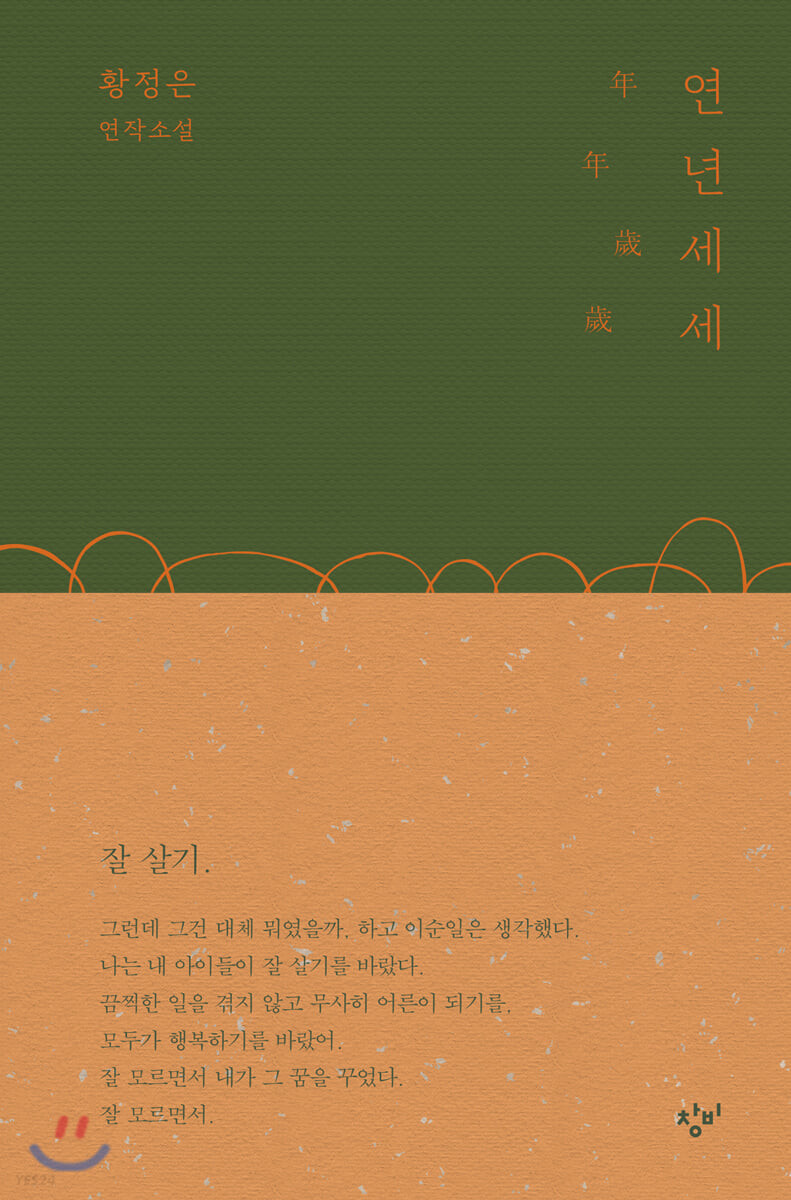 황정은
연작소설
연년세세
年年歲歲
잘 살기.
그런데 그건 대체 뭐였을까, 하고 이순일은 생각했다.
나는 내 아이들이 잘 살기를 바랐다.
끔찍한 일을 겪지 않고 무사히 어른이 되기를,
모두가 행복하기를 바랐어.
잘 모르면서 내가 그 꿈을 꾸었다.
잘 모르면서.
창비
YES24